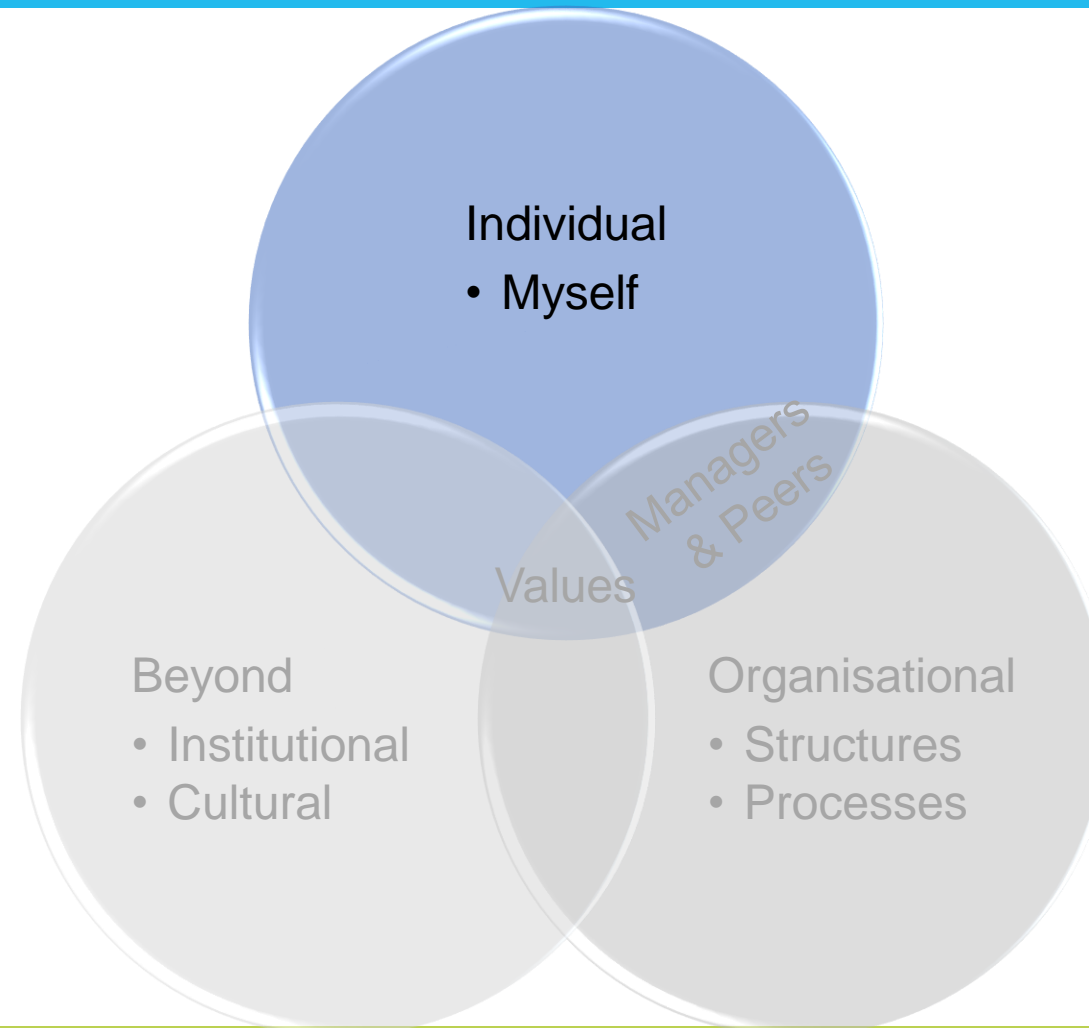 Individual
• Myself
Managers
& Peers
Values
Beyond
• Institutional
• Cultural
Organisational
• Structures
• Processes